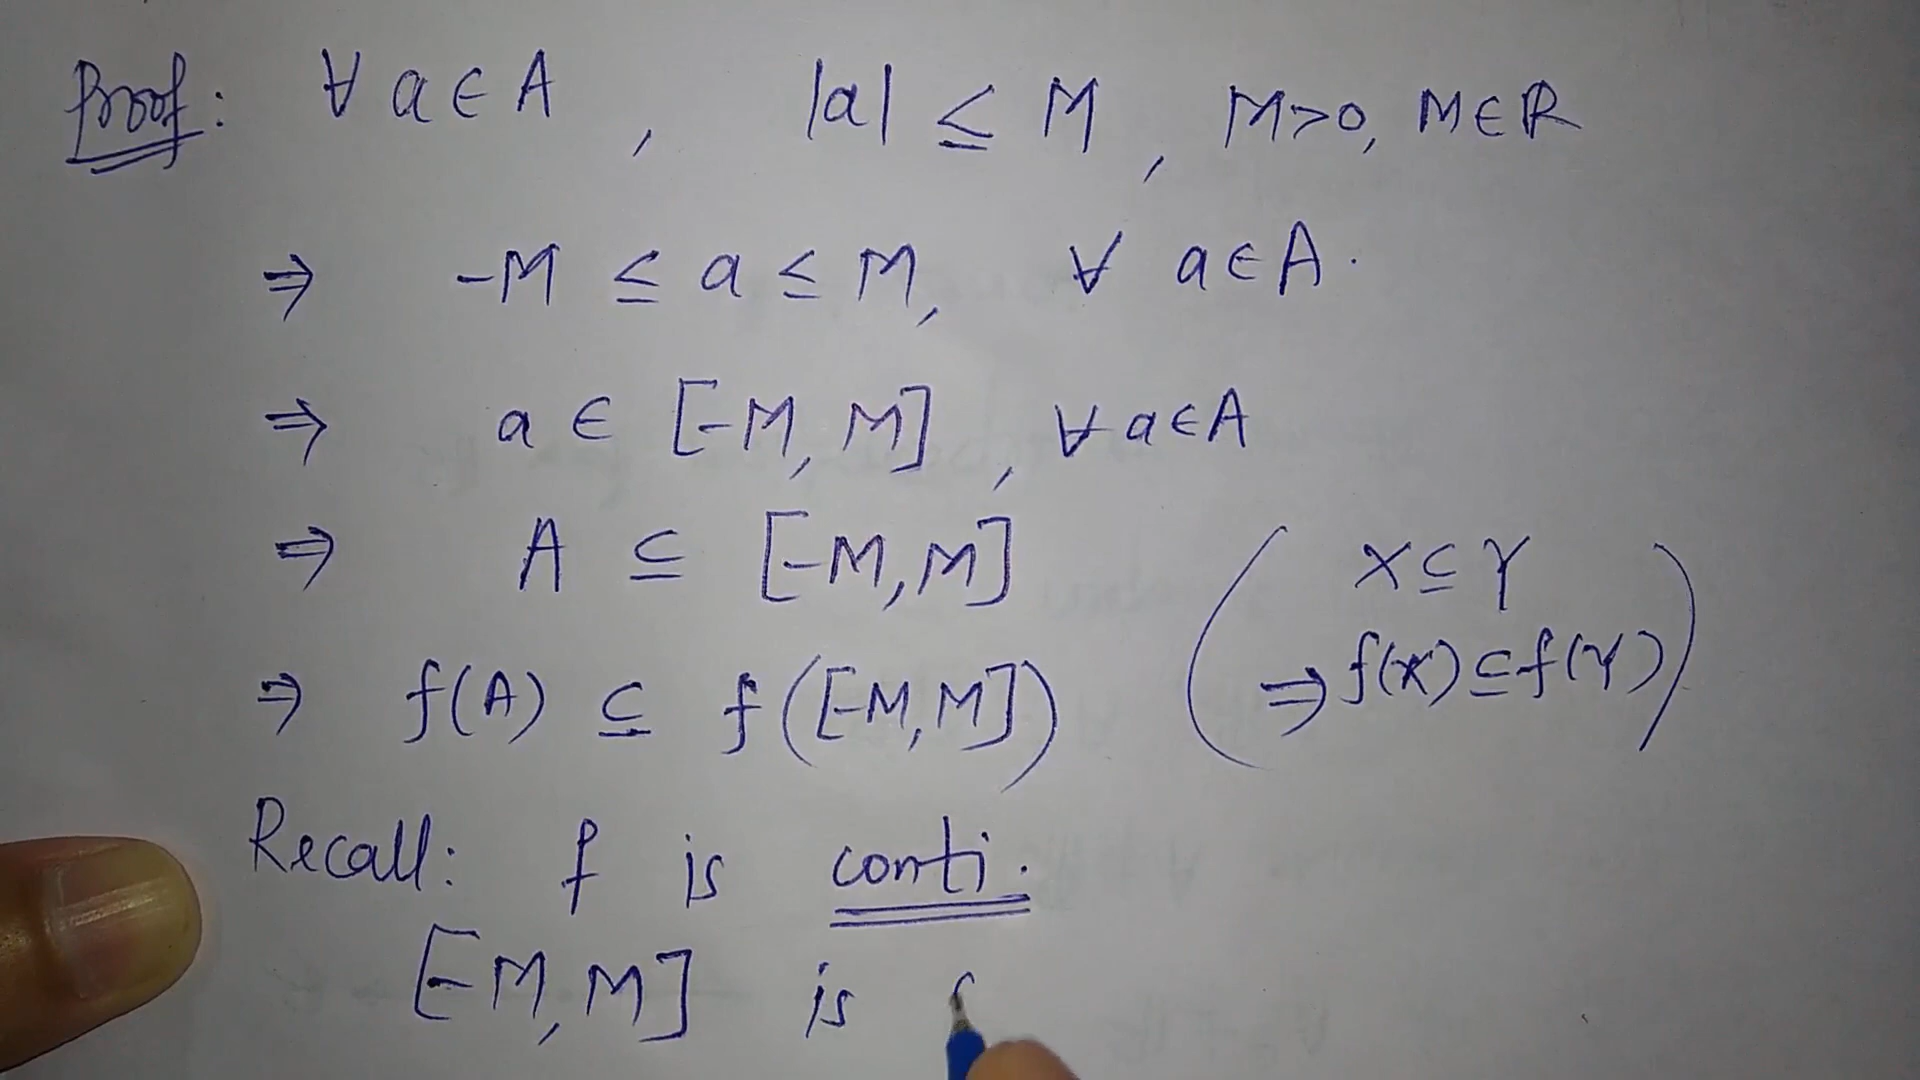 Proof: ∀ a∈A , |a| ≤ M , M>0, M∈R
⇒ -M ≤ a ≤ M, ∀ a∈A.
⇒ a ∈ [-M, M] , ∀ a∈A
⇒ A ⊆ [-M, M]
( X⊆Y
⇒ f(X)⊆f(Y) )
⇒ f(A) ⊆ f([-M, M])
Recall: f is conti.
[-M, M] is